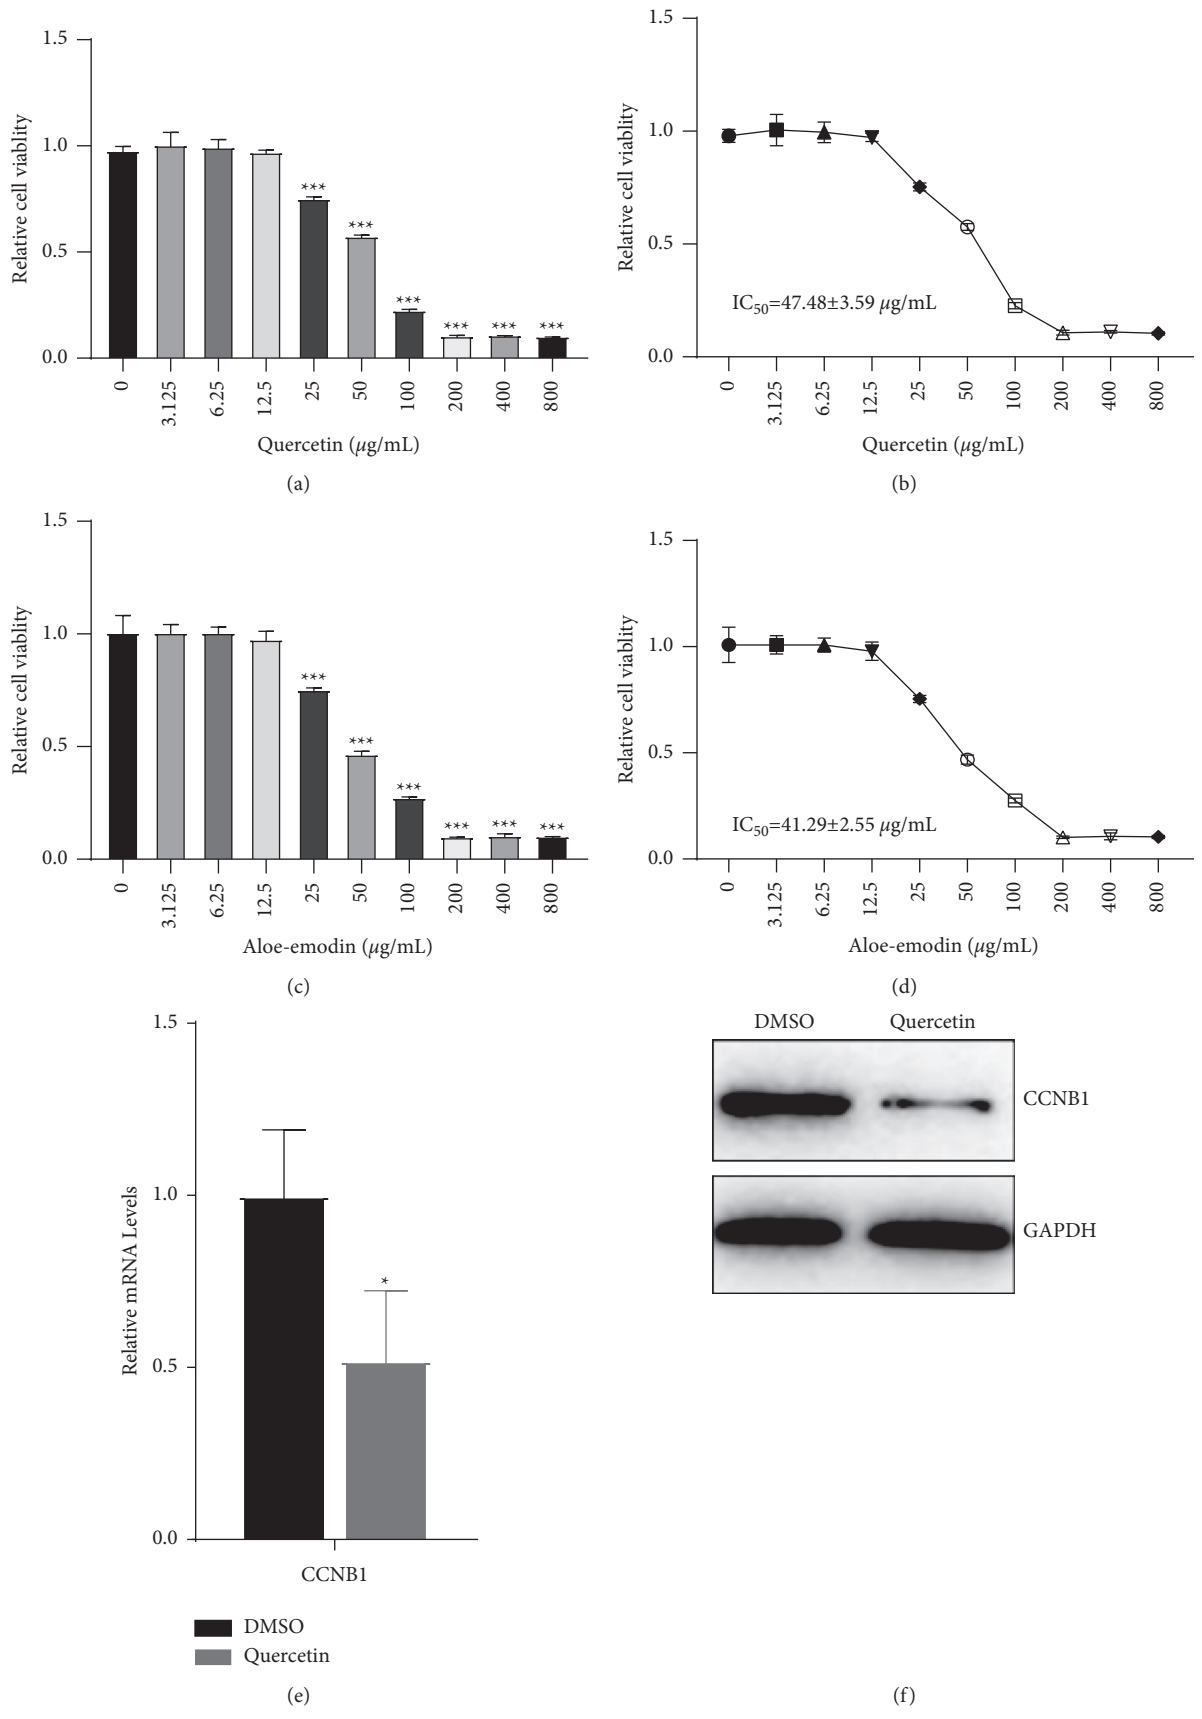 1.5
1.0
0.5
0.0
Relative cell viablity
*** *** *** *** *** ***
0 3.125 6.25 12.5 25 50 100 200 400 800
Quercetin (µg/mL)
(a)
1.5
1.0
0.5
0.0
Relative cell viablity
IC50=47.48±3.59 µg/mL
0 3.125 6.25 12.5 25 50 100 200 400 800
Quercetin (µg/mL)
(b)
1.5
1.0
0.5
0.0
Relative cell viablity
*** *** *** *** *** ***
0 3.125 6.25 12.5 25 50 100 200 400 800
Aloe-emodin (µg/mL)
(c)
1.5
1.0
0.5
0.0
Relative cell viablity
IC50=41.29±2.55 µg/mL
0 3.125 6.25 12.5 25 50 100 200 400 800
Aloe-emodin (µg/mL)
(d)
1.5
1.0
0.5
0.0
Relative mRNA Levels
*
CCNB1
DMSO
Quercetin
(e)
DMSO Quercetin
CCNB1
GAPDH
(f)